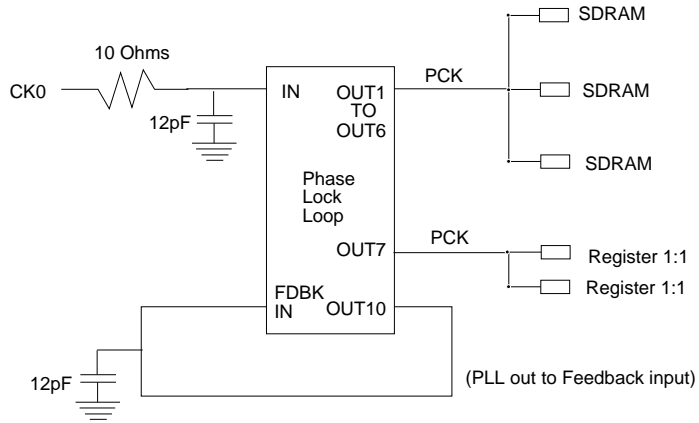 SDRAM
10 Ohms
CK0
IN
OUT1
TO
OUT6
PCK
SDRAM
12pF
SDRAM
Phase
Lock
Loop
OUT7
PCK
Register 1:1
Register 1:1
FDBK
IN
OUT10
12pF
(PLL out to Feedback input)